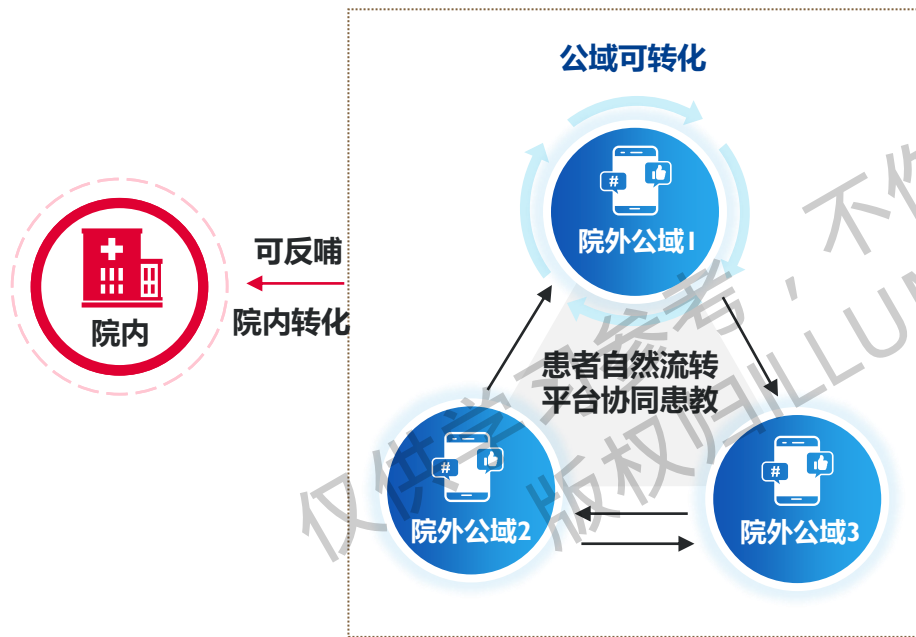 公域可转化
院外公域1
可反哺
院内转化
院内
患者自然流转
平台协同患教
院外公域2
院外公域3
仅供学习参考，不作
版权归ILLUM